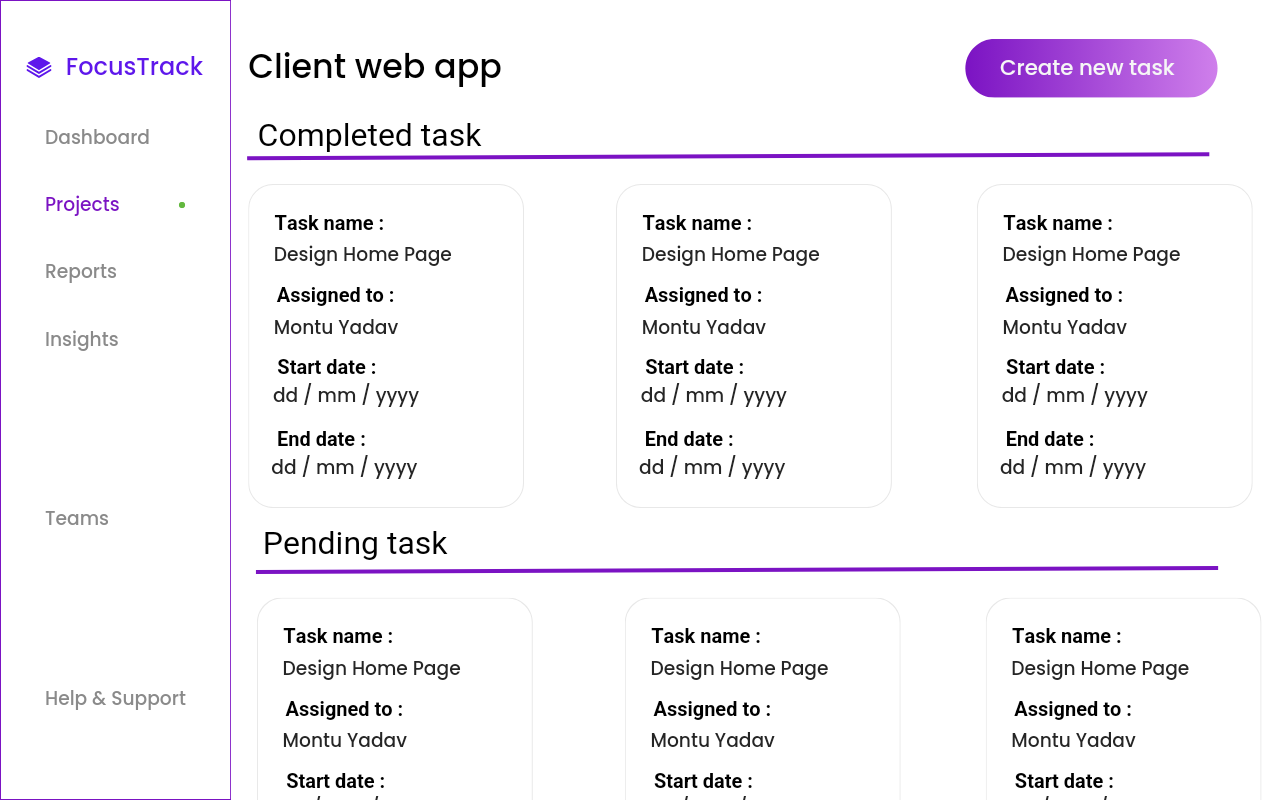 FocusTrack
Dashboard
Projects
Reports
Insights
Teams
Help & Support
Client web app
Create new task
Completed task
Task name :
Design Home Page
Assigned to :
Montu Yadav
Start date :
dd / mm / yyyy
End date :
dd / mm / yyyy
Task name :
Design Home Page
Assigned to :
Montu Yadav
Start date :
dd / mm / yyyy
End date :
dd / mm / yyyy
Task name :
Design Home Page
Assigned to :
Montu Yadav
Start date :
dd / mm / yyyy
End date :
dd / mm / yyyy
Pending task
Task name :
Design Home Page
Assigned to :
Montu Yadav
Start date :
Task name :
Design Home Page
Assigned to :
Montu Yadav
Start date :
Task name :
Design Home Page
Assigned to :
Montu Yadav
Start date :